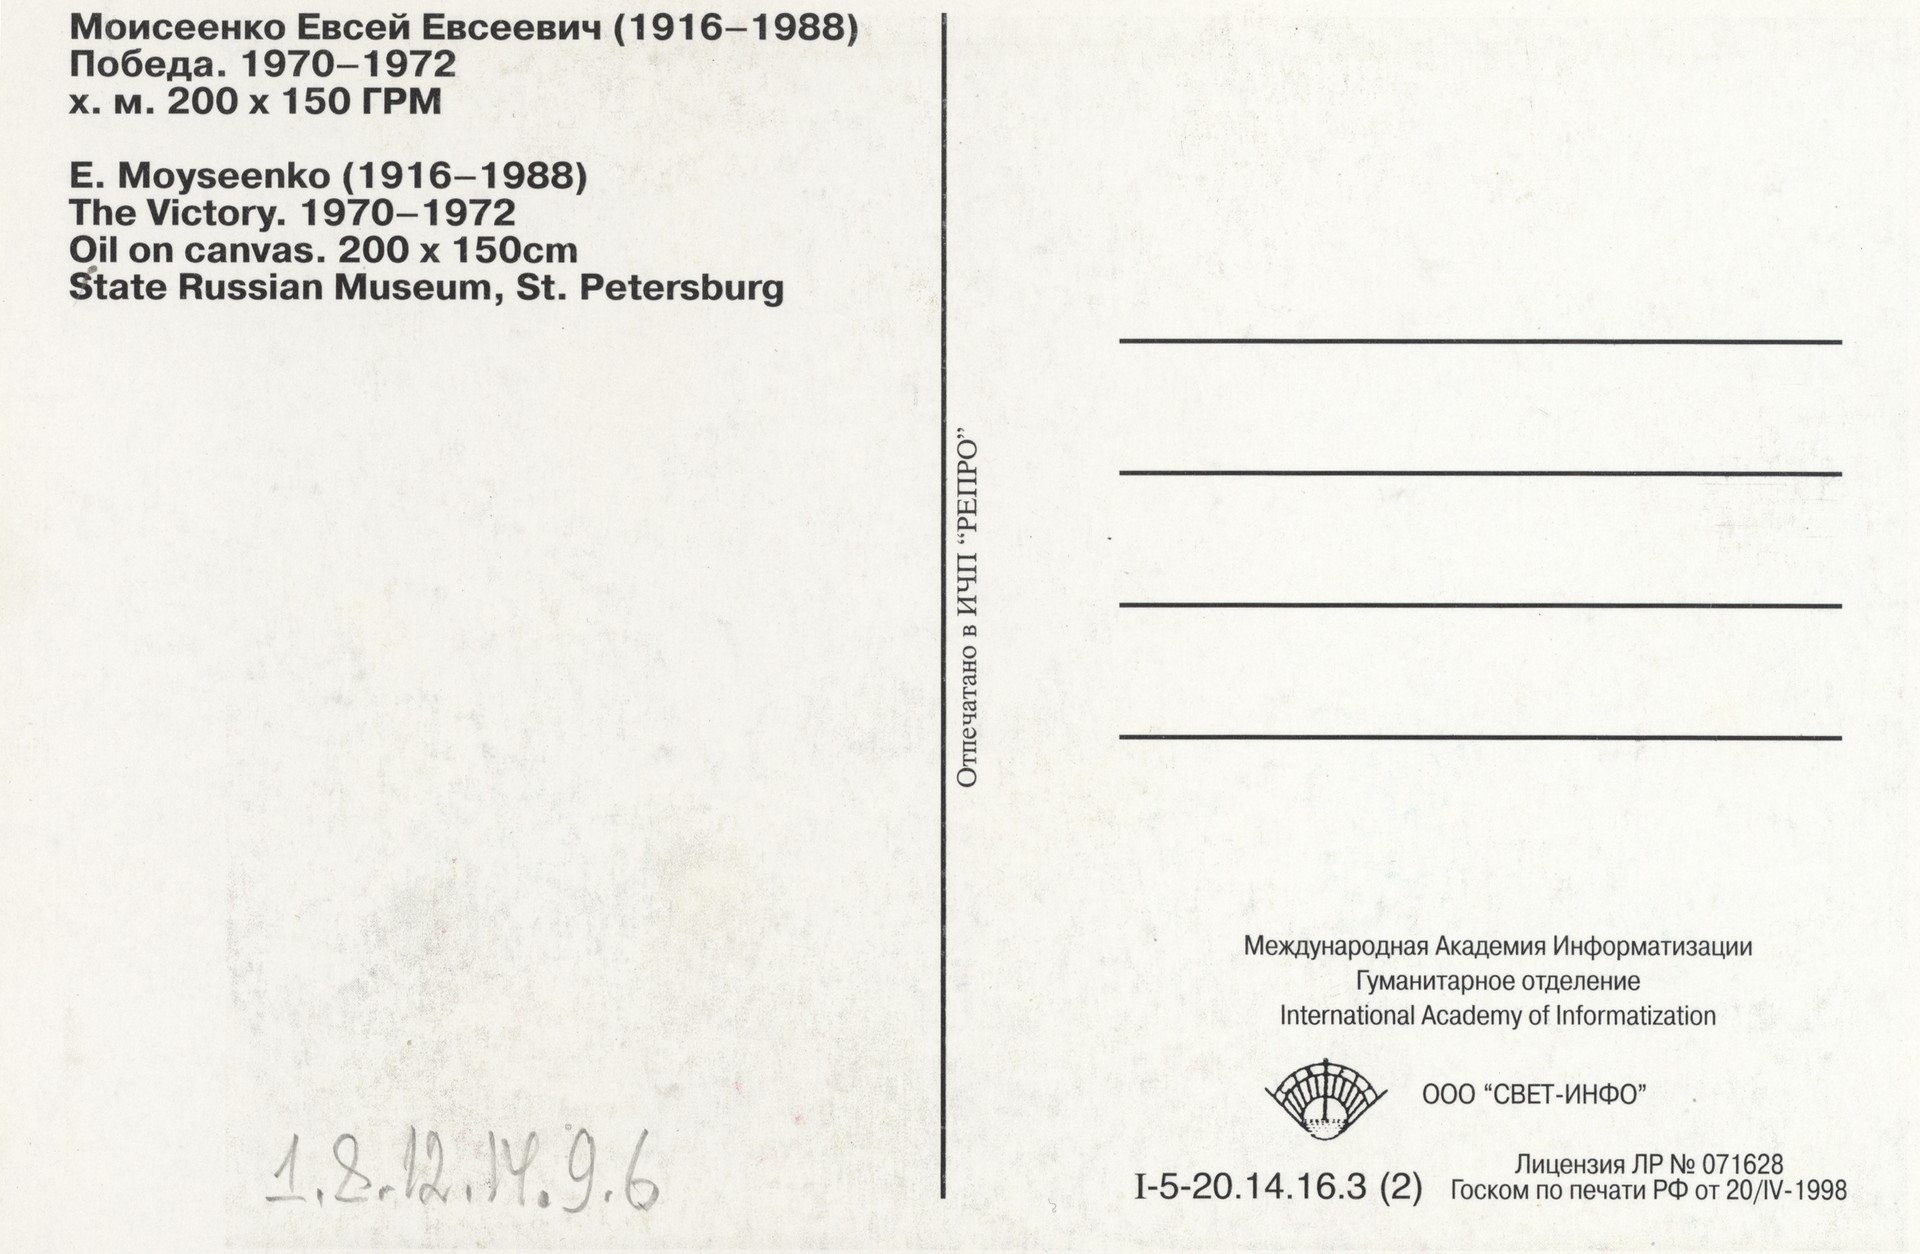 Моисеенко Евсей Евсеевич (1916–1988)
Победа. 1970–1972
х. м. 200 х 150 ГРМ
E. Moyseenko (1916–1988)
The Victory. 1970–1972
Oil on canvas. 200 x 150cm
State Russian Museum, St. Petersburg
1.8.12.14.9.6
Отпечатано в ИЧП “РЕПРО”
Международная Академия Информатизации
Гуманитарное отделение
International Academy of Informatization
ООО “СВЕТ-ИНФО”
I-5-20.14.16.3 (2)
Лицензия ЛР № 071628
Госком по печати РФ от 20/IV-1998